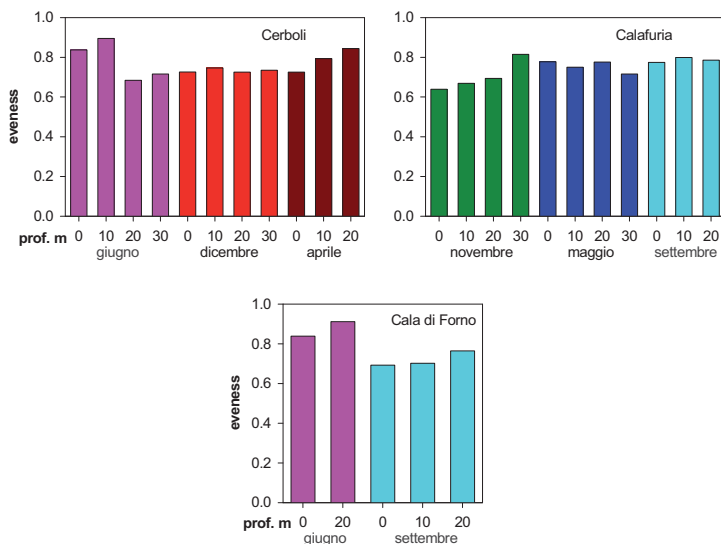 Cerboli
1.0
0.8
0.6
0.4
0.2
0.0
eveness
prof. m 0 10 20 30 0 10 20 30 0 10 20
giugno dicembre aprile
Calafuria
1.0
0.8
0.6
0.4
0.2
0.0
0 10 20 30 0 10 20 30 0 10 20
novembre maggio settembre
Cala di Forno
1.0
0.8
0.6
0.4
0.2
0.0
eveness
prof. m 0 20 0 10 20
giugno settembre